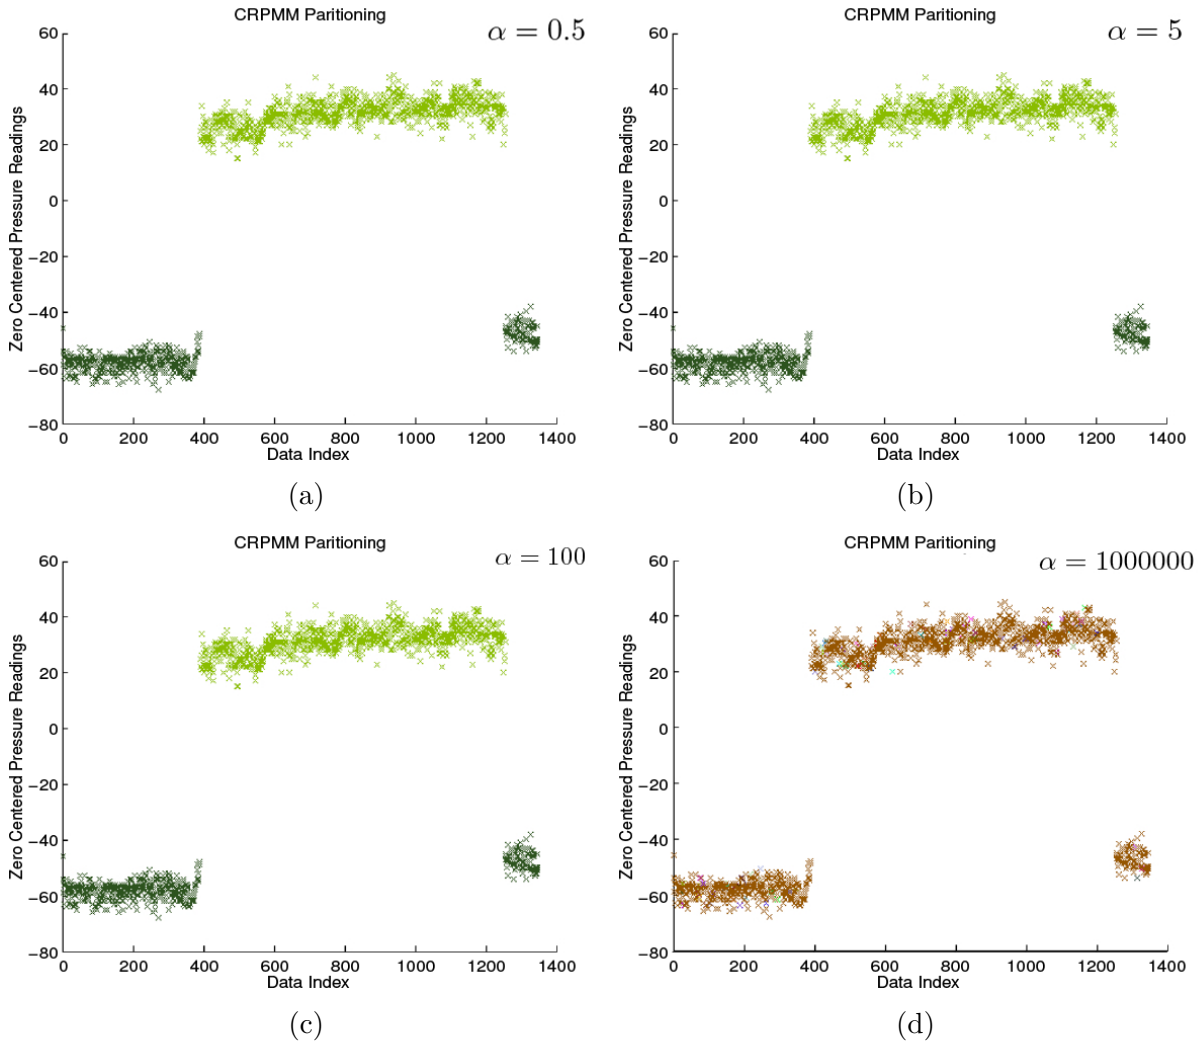 CRPMM Paritioning
α = 0.5
60
40
20
0
−20
−40
−60
−80
Zero Centered Pressure Readings
0 200 400 600 800 1000 1200 1400
Data Index
(a)
CRPMM Paritioning
α = 5
60
40
20
0
−20
−40
−60
−80
Zero Centered Pressure Readings
0 200 400 600 800 1000 1200 1400
Data Index
(b)
CRPMM Paritioning
α = 100
60
40
20
0
−20
−40
−60
−80
Zero Centered Pressure Readings
0 200 400 600 800 1000 1200 1400
Data Index
(c)
CRPMM Paritioning
α = 1000000
60
40
20
0
−20
−40
−60
−80
Zero Centered Pressure Readings
0 200 400 600 800 1000 1200 1400
Data Index
(d)